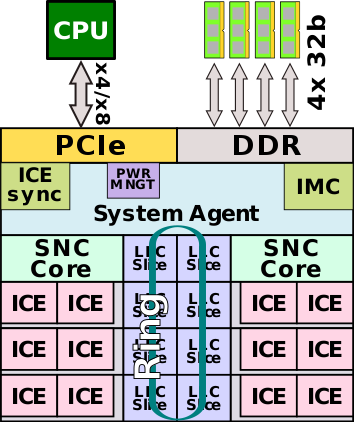 CPU
x4/x8
4x 32b
PCIe
DDR
ICE
sync
PWR
MNGT
IMC
System Agent
SNC
Core
LLC
Slice
LLC
Slice
SNC
Core
ICE
ICE
LLC
Slice
LLC
Slice
ICE
ICE
Ring
ICE
ICE
LLC
Slice
LLC
Slice
ICE
ICE
ICE
ICE
LLC
Slice
LLC
Slice
ICE
ICE